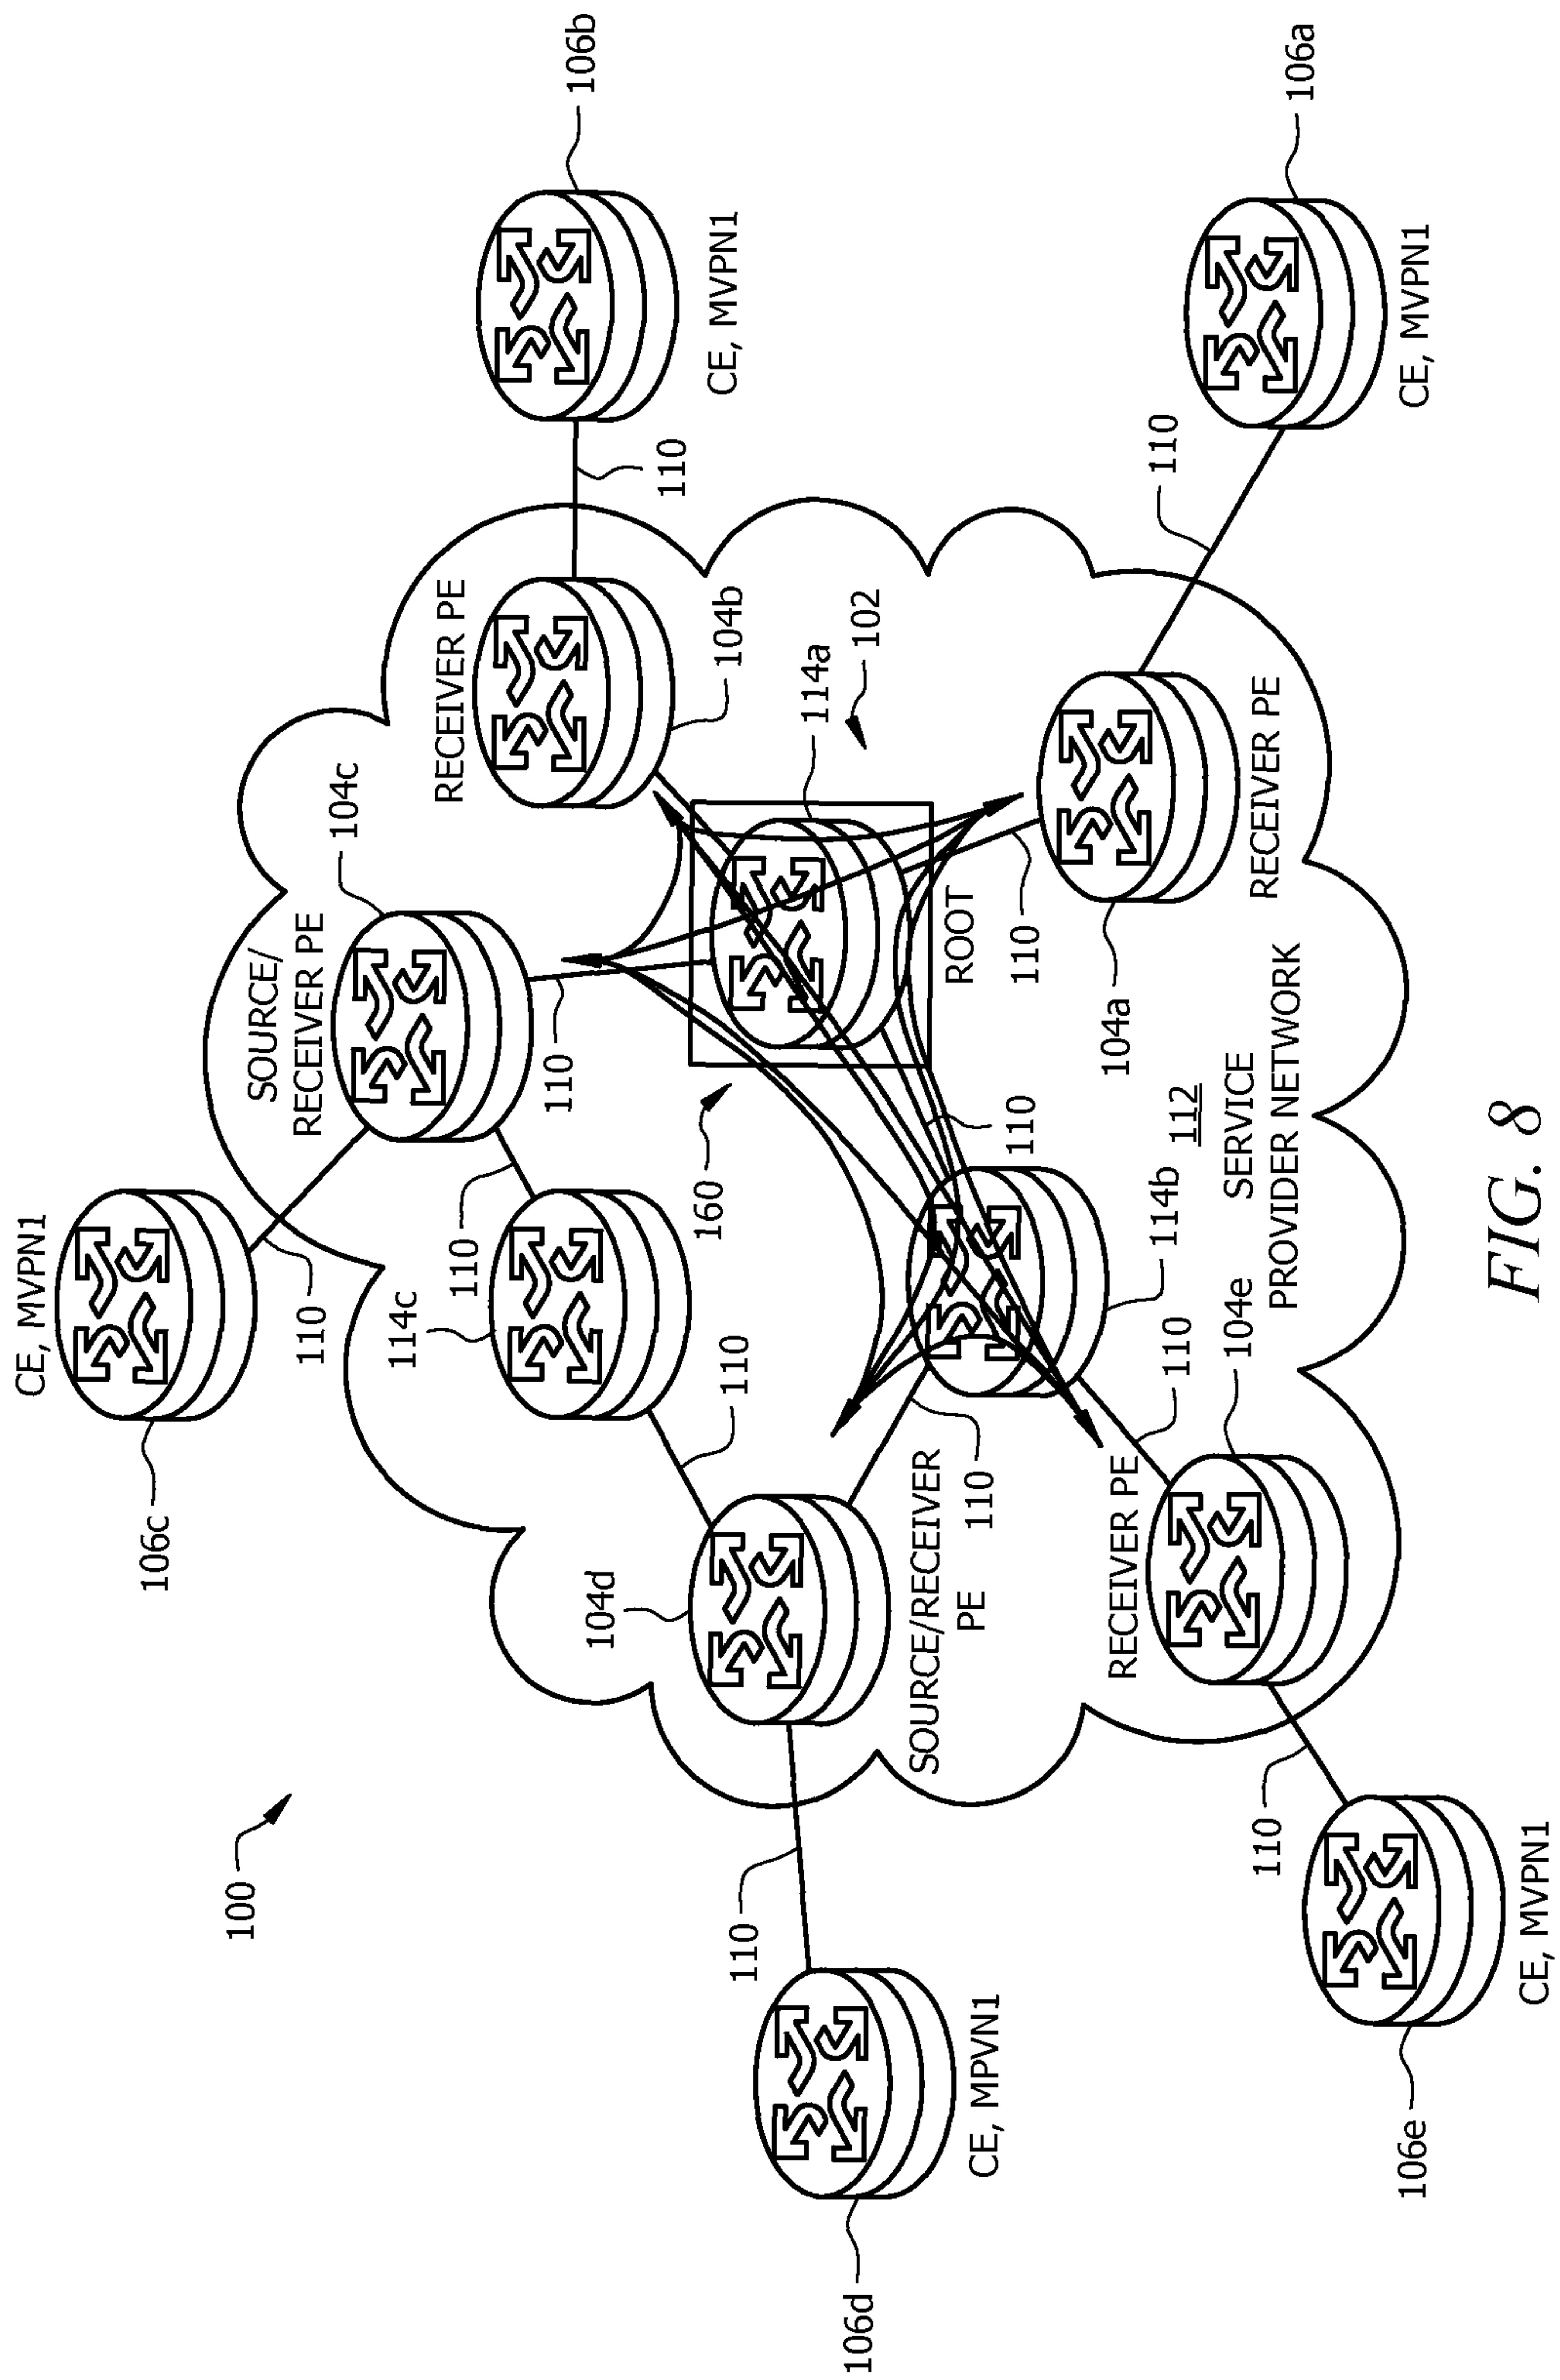 100
106c
CE, MVPN1
110
SOURCE/
RECEIVER PE
104c
110
114c
110
110
RECEIVER PE
104b
110
106b
CE, MVPN1
104d
110
160
114a
102
ROOT
110
110
106d
CE, MPVN1
110
SOURCE/RECEIVER
PE
110
110
114b
104a
RECEIVER PE
110
106a
CE, MVPN1
RECEIVER PE
104e
110
112
SERVICE
PROVIDER NETWORK
106e
CE, MVPN1
FIG. 8